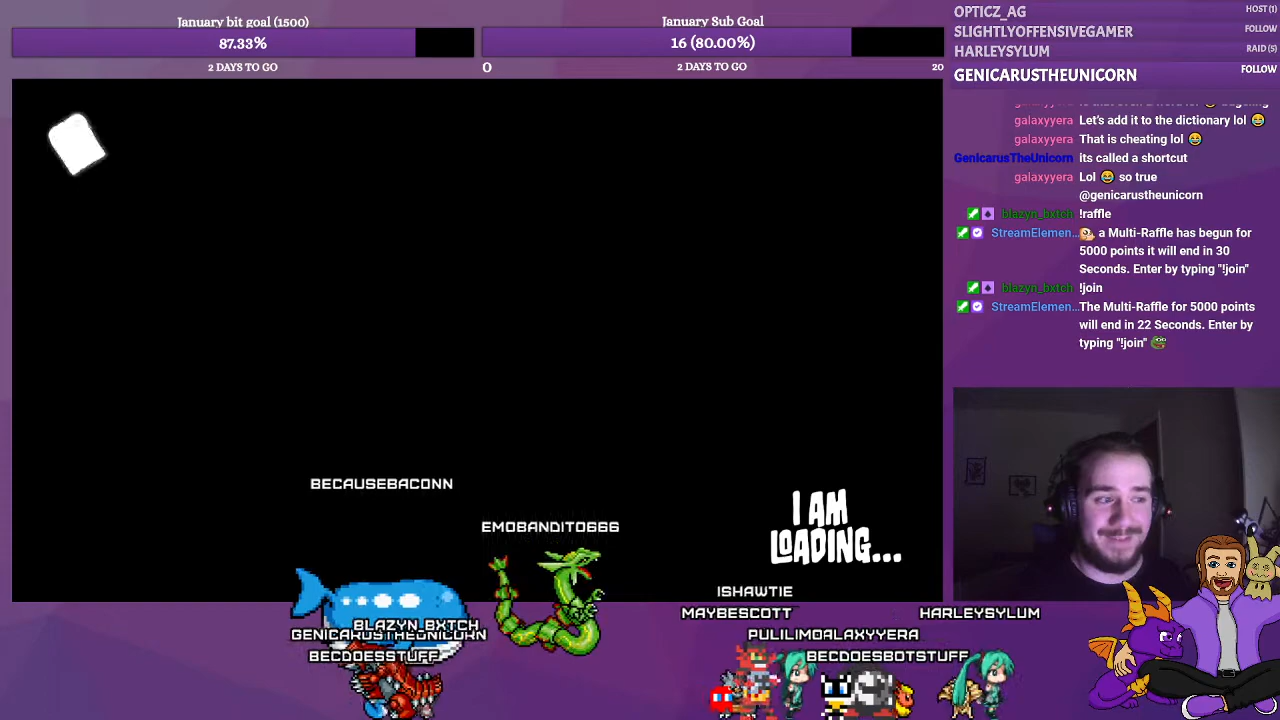 January bit goal (1500)
87.33%
2 DAYS TO GO
January Sub Goal
16 (80.00%)
0
2 DAYS TO GO
20
OPTICZ_AG HOST (1)
SLIGHTLYOFFENSIVEGAMER FOLLOW
HARLEYSYLUM RAID (5)
GENICARUSTHEUNICORN FOLLOW
galaxyyera Let's add it to the dictionary lol 😂
galaxyyera That is cheating lol 😂
GenIcarusTheUnicorn its called a shortcut
galaxyyera Lol 😂 so true
@genicarustheunicorn
blazyn_bxtch !raffle
StreamElemen... a Multi-Raffle has begun for
5000 points it will end in 30
Seconds. Enter by typing "!join"
blazyn_bxtch !join
StreamElemen... The Multi-Raffle for 5000 points
will end in 22 Seconds. Enter by
typing "!join"
BECAUSEBACONN
EMOBANDITO666
I AM
LOADING...
ISHAWTIE
MAYBESCOTT
HARLEYSYLUM
BLAZYN_BXTCH
GENICARUSTHEUNICORN
BECDOESSTUFF
BECDOESBOTSTUFF